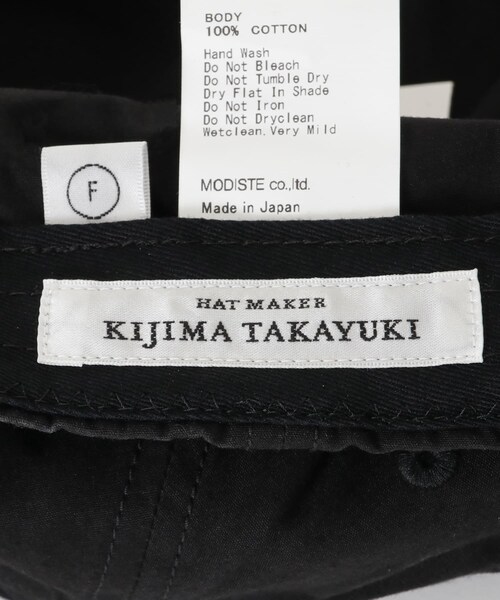 BODY
100% COTTON
Hand Wash
Do Not Bleach
Do Not Tumble Dry
Dry Flat In Shade
Do Not Iron
Do Not Dryclean
Wetclean.Very Mild
MODISTE co.,ltd.
Made in Japan
F
HAT MAKER
KIJIMA TAKAYUKI